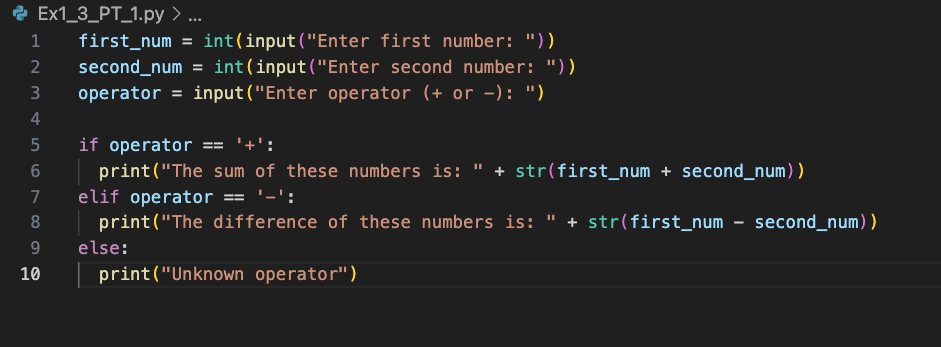 Ex1_3_PT_1.py > ...
1 first_num = int(input("Enter first number: "))
2 second_num = int(input("Enter second number: "))
3 operator = input("Enter operator (+ or -): ")
4
5 if operator == '+':
6   print("The sum of these numbers is: " + str(first_num + second_num))
7 elif operator == '-':
8   print("The difference of these numbers is: " + str(first_num - second_num))
9 else:
10   print("Unknown operator")